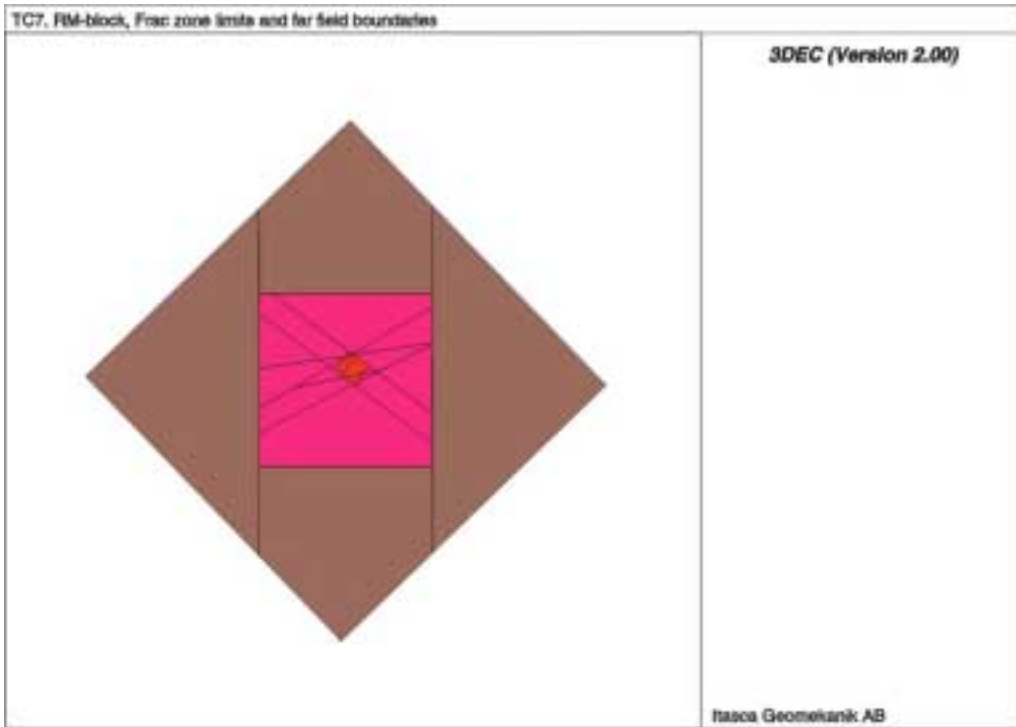 TC7. RM-block, Frac zone limits and far field boundaries
3DEC (Version 2.00)
Itasca Geomekanik AB